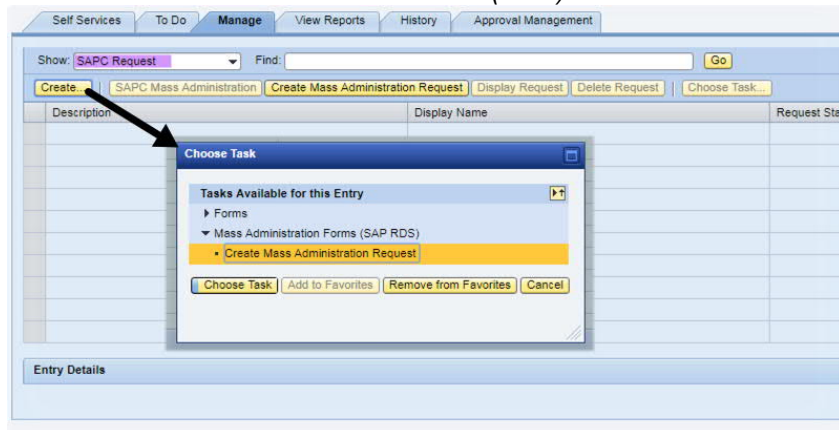 Self Services To Do Manage View Reports History Approval Management
Show: SAPC Request Find: Go
Create... SAPC Mass Administration Create Mass Administration Request Display Request Delete Request Choose Task...
Description Display Name Request Sta
Choose Task
Tasks Available for this Entry
Forms
Mass Administration Forms (SAP RDS)
Create Mass Administration Request
Choose Task Add to Favorites Remove from Favorites Cancel
Entry Details